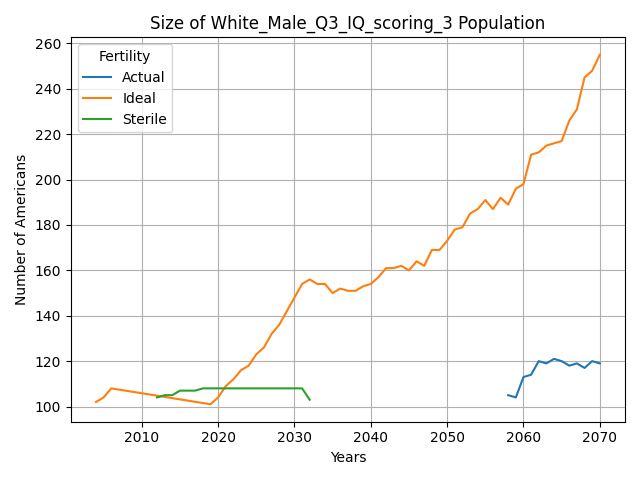 Size of White_Male_Q3_IQ_scoring_3 Population
Fertility
Actual
Ideal
Sterile
Number of Americans
260
240
220
200
180
160
140
120
100
2010 2020 2030 2040 2050 2060 2070
Years